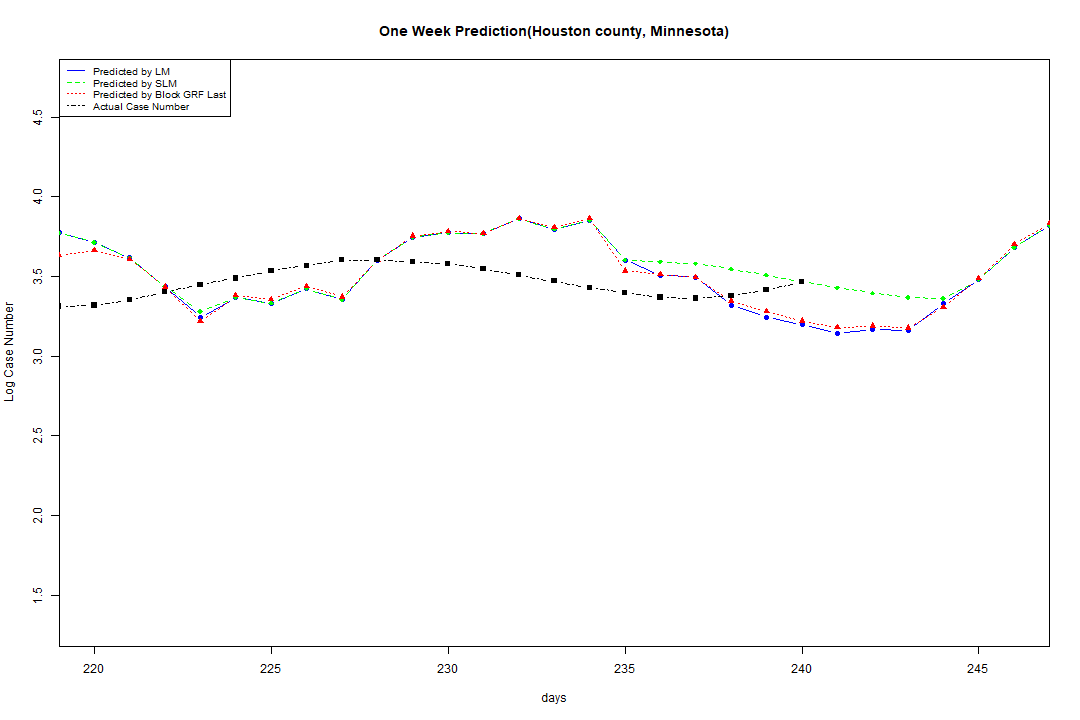 One Week Prediction(Houston county, Minnesota)
Predicted by LM
Predicted by SLM
Predicted by Block GRF Last
Actual Case Number
4.5
4.0
3.5
3.0
2.5
2.0
1.5
Log Case Number
220 225 230 235 240 245
days